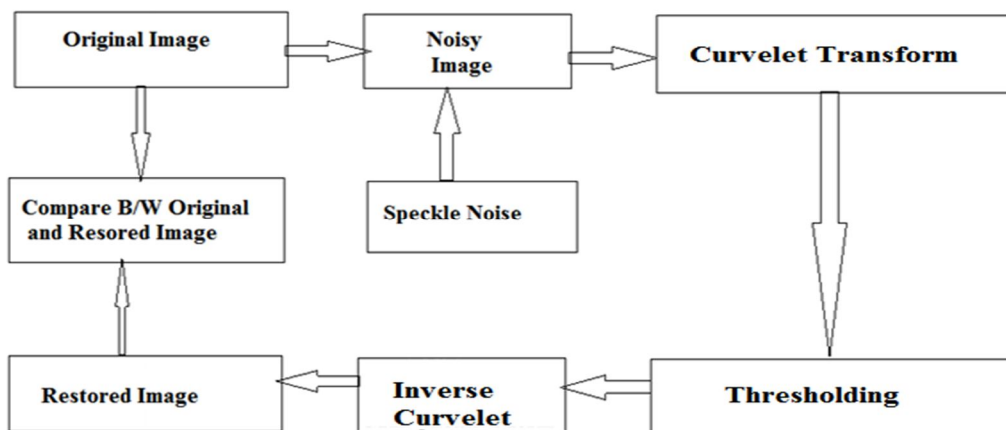 Original Image
Noisy
Image
Curvelet Transform
Compare B/W Original
and Resored Image
Speckle Noise
Restored Image
Inverse
Curvelet
Thresholding